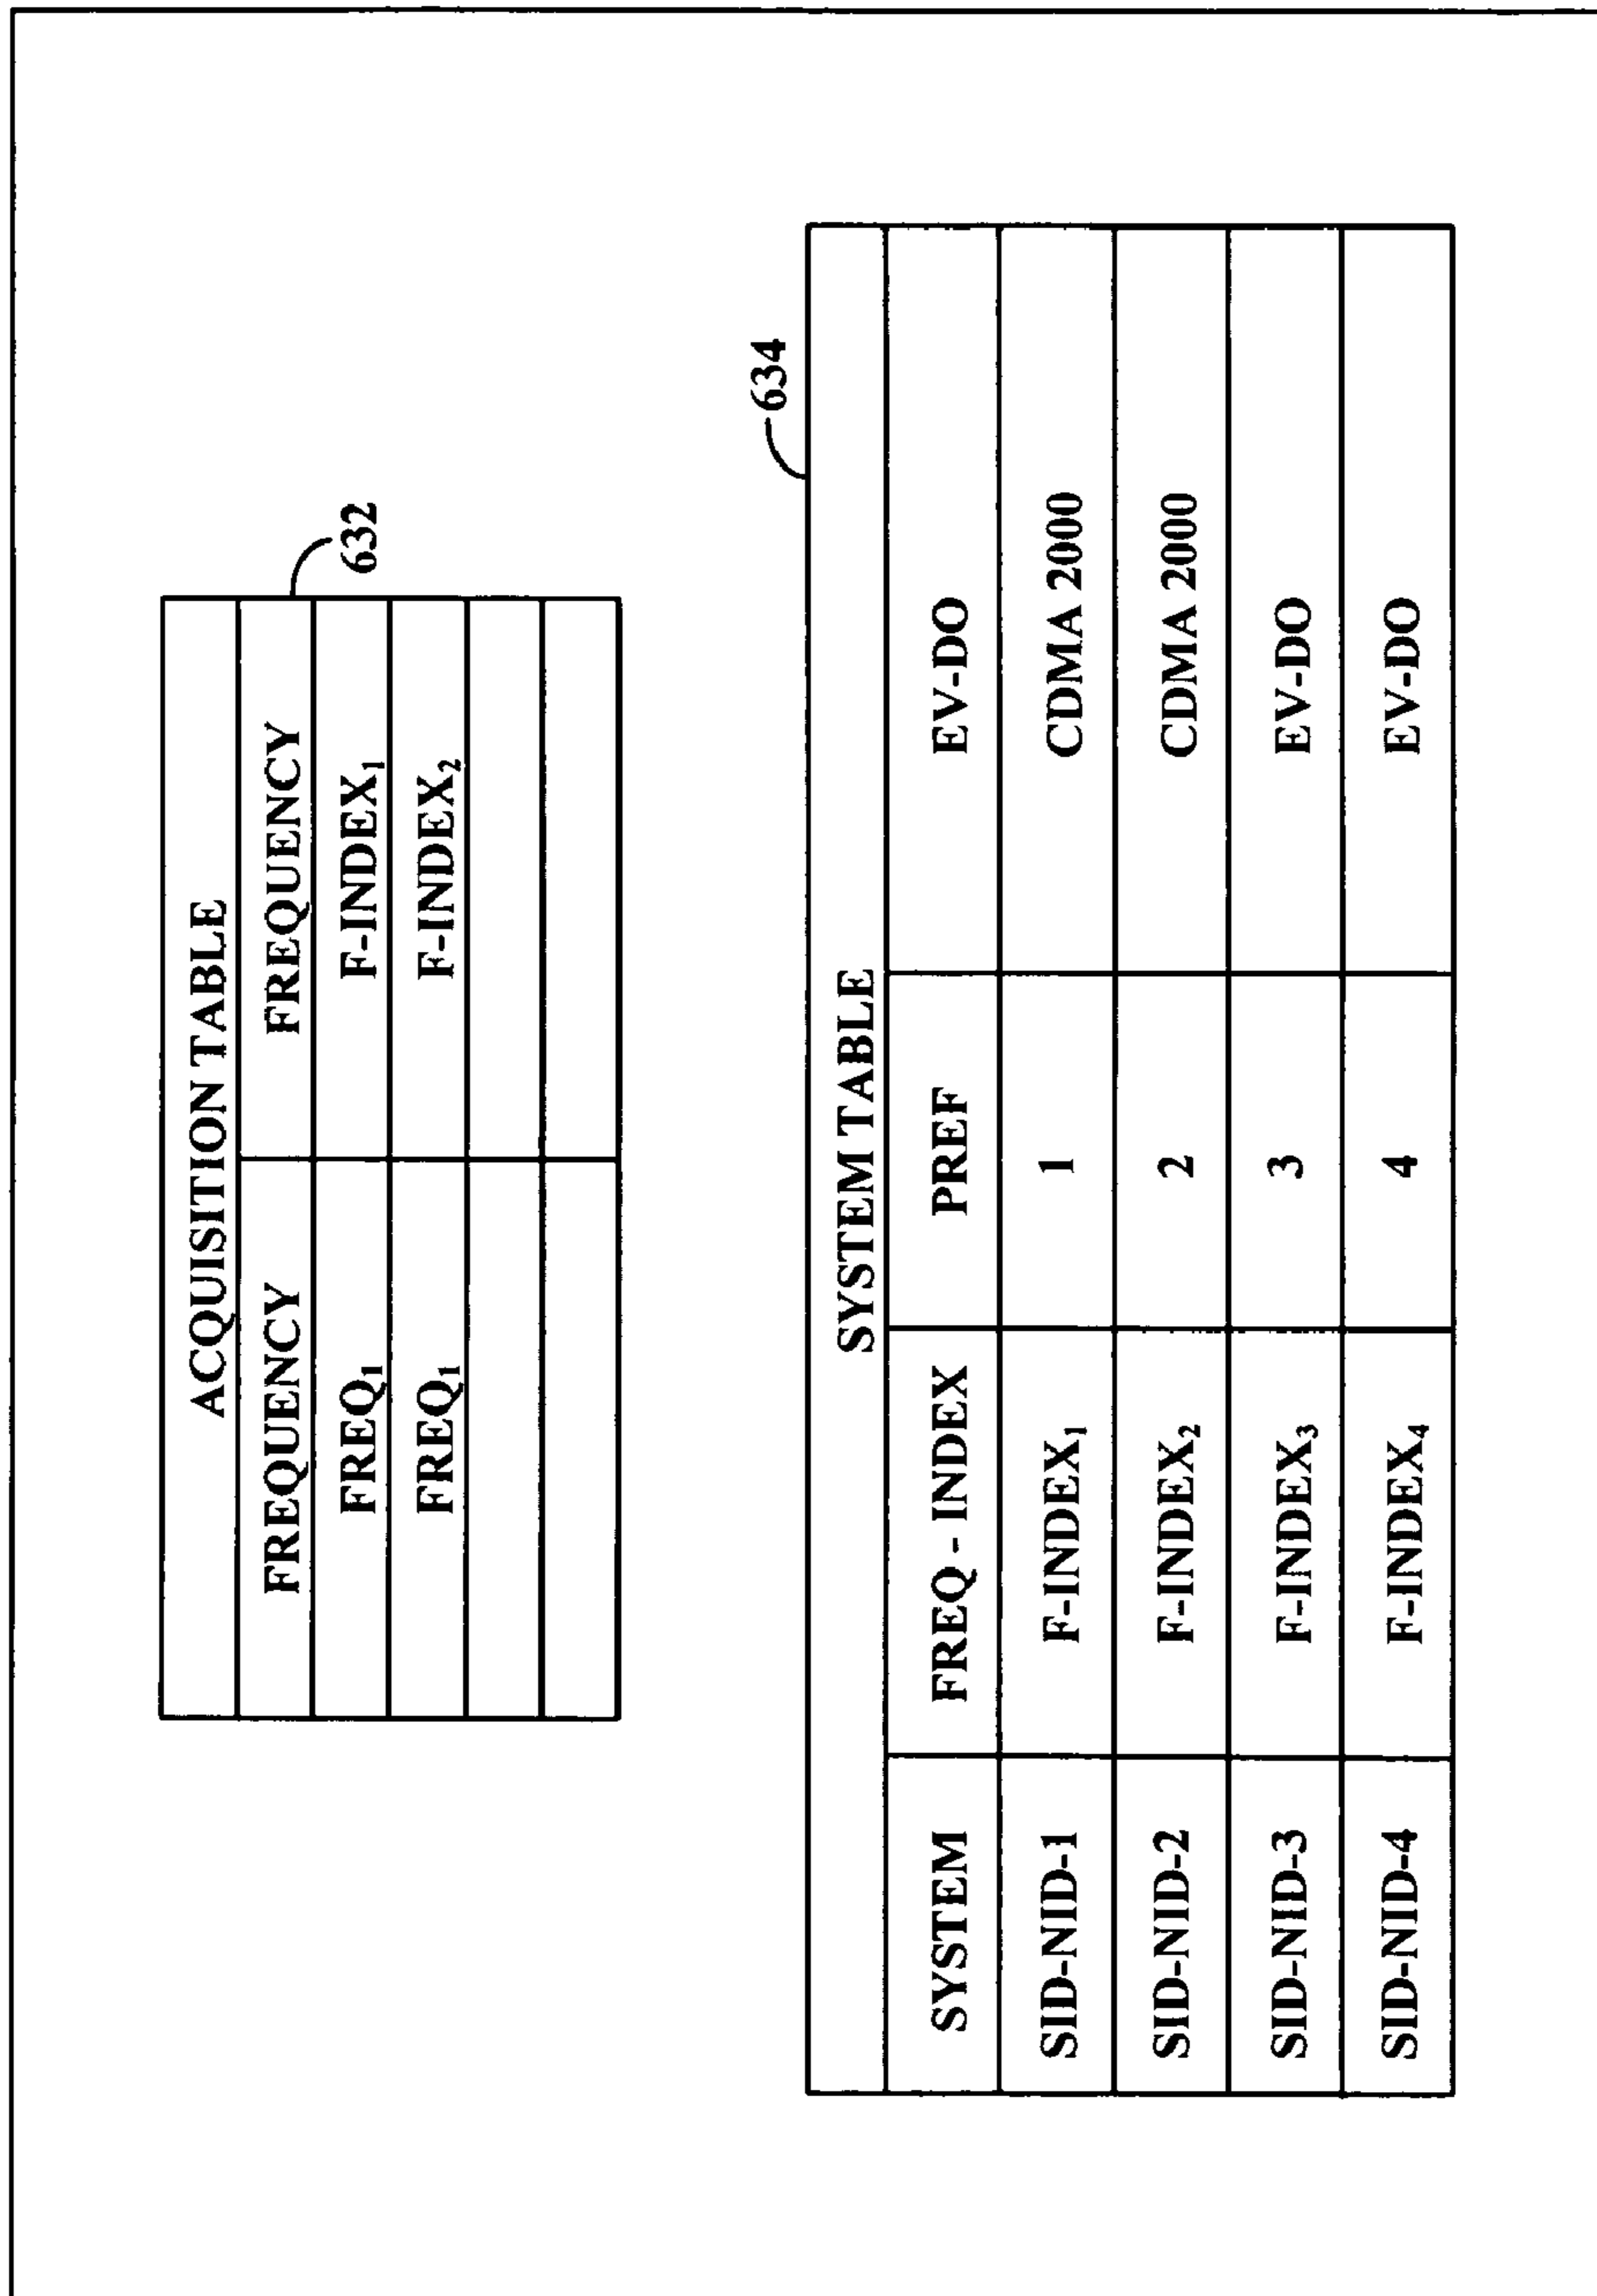 ACQUISITION TABLE
FREQUENCY FREQUENCY
FREQ₁ F-INDEX₁
FREQ₁ F-INDEX₂
632
634
SYSTEM TABLE
SYSTEM FREQ - INDEX PREF EV-DO
SID-NID-1 F-INDEX₁ 1 CDMA 2000
SID-NID-2 F-INDEX₂ 2 CDMA 2000
SID-NID-3 F-INDEX₃ 3 EV-DO
SID-NID-4 F-INDEX₄ 4 EV-DO